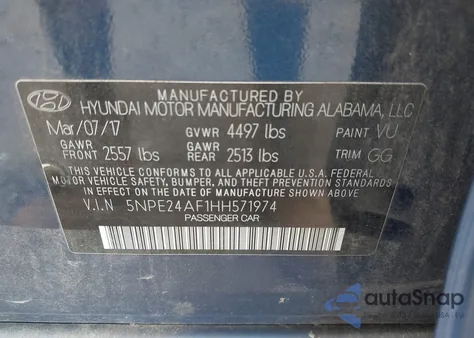 MANUFACTURED BY
HYUNDAI MOTOR MANUFACTURING ALABAMA, LLC
Mar/07/17 GVWR 4497 lbs PAINT VU
GAWR FRONT 2557 lbs GAWR REAR 2513 lbs TRIM GG
THIS VEHICLE CONFORMS TO ALL APPLICABLE U.S. FEDERAL
MOTOR VEHICLE SAFETY, BUMPER, AND THEFT PREVENTION
STANDARDS IN EFFECT ON THE DATE OF MANUFACTURE SHOWN ABOVE
V.I.N 5NPE24AF1HH571974
PASSENGER CAR
autoSnap